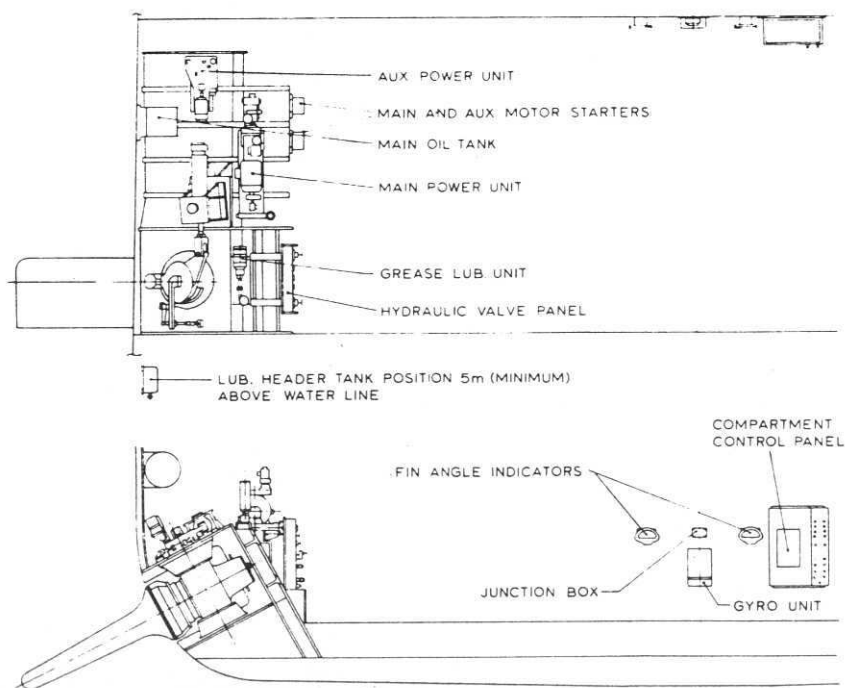 AUX POWER UNIT
MAIN AND AUX MOTOR STARTERS
MAIN OIL TANK
MAIN POWER UNIT
GREASE LUB. UNIT
HYDRAULIC VALVE PANEL
LUB. HEADER TANK POSITION 5m (MINIMUM)
ABOVE WATER LINE
COMPARTMENT
CONTROL PANEL
FIN ANGLE INDICATORS
JUNCTION BOX
GYRO UNIT